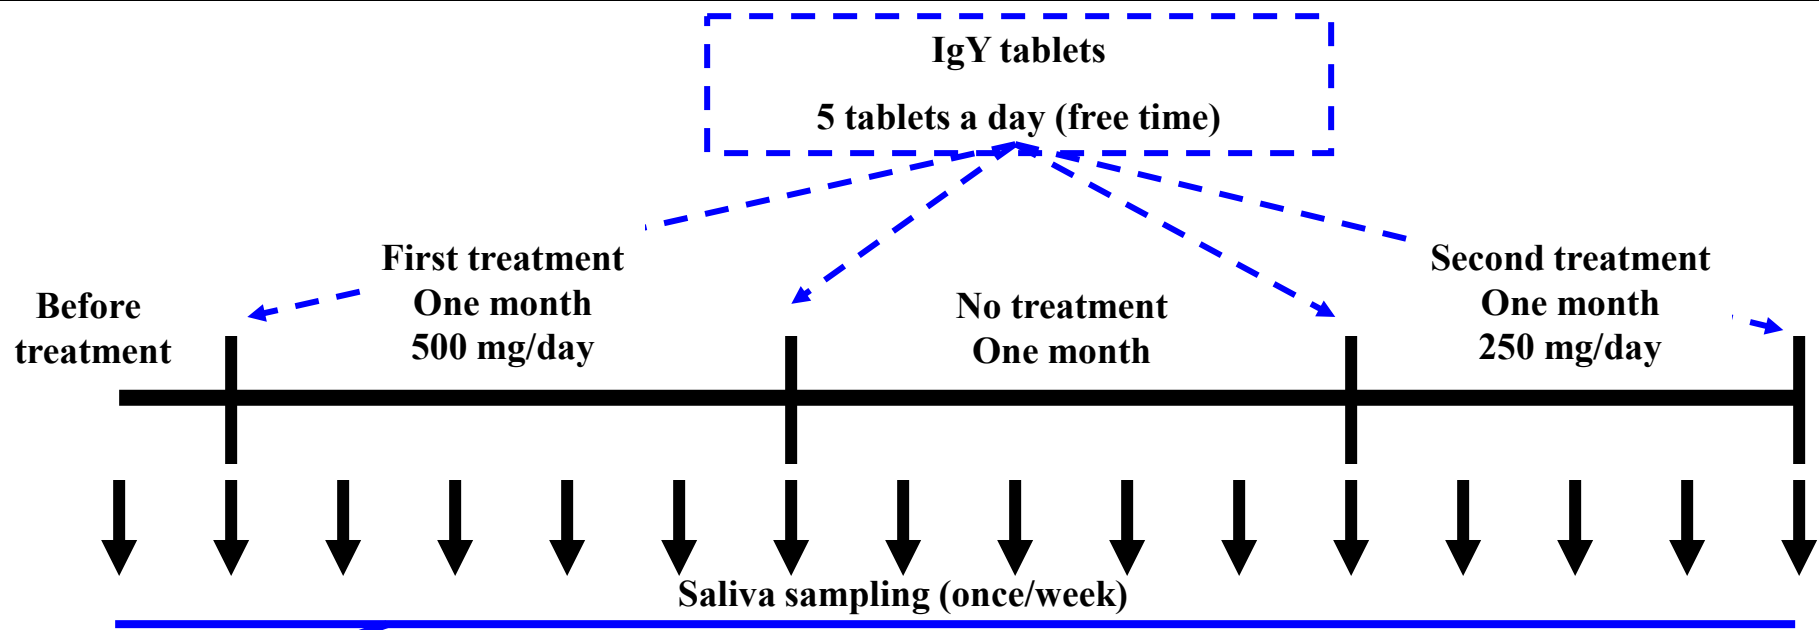 IgY tablets
5 tablets a day (free time)
Before
treatment
First treatment
One month
500 mg/day
No treatment
One month
Second treatment
One month
250 mg/day
Saliva sampling (once/week)